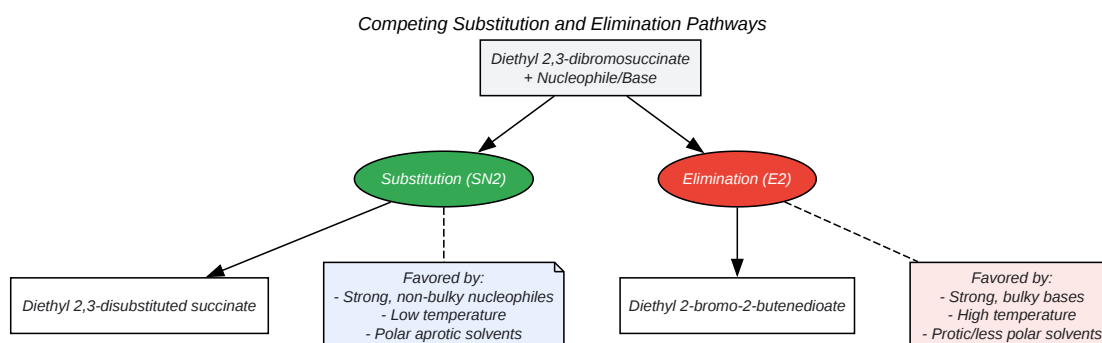 Competing Substitution and Elimination Pathways
Diethyl 2,3-dibromosuccinate
+ Nucleophile/Base
Substitution (SN2)
Elimination (E2)
Diethyl 2,3-disubstituted succinate
Favored by:
- Strong, non-bulky nucleophiles
- Low temperature
- Polar aprotic solvents
Diethyl 2-bromo-2-butenedioate
Favored by:
- Strong, bulky bases
- High temperature
- Protic/less polar solvents